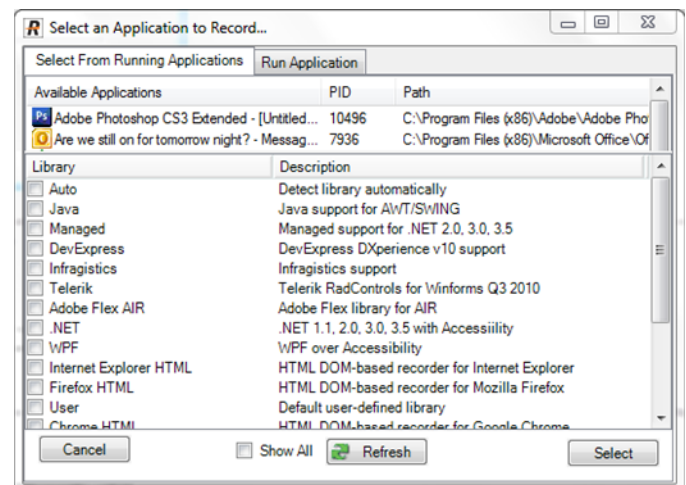 Select an Application to Record...
Select From Running Applications Run Application
Available Applications PID Path
Adobe Photoshop CS3 Extended - [Untitled... 10496 C:\Program Files (x86)\Adobe\Adobe Pho
Are we still on for tomorrow night? - Messag... 7936 C:\Program Files (x86)\Microsoft Office\Of
Library Description
Auto Detect library automatically
Java Java support for AWT/SWING
Managed Managed support for .NET 2.0, 3.0, 3.5
DevExpress DevExpress DXperience v10 support
Infragistics Infragistics support
Telerik Telerik RadControls for Winforms Q3 2010
Adobe Flex AIR Adobe Flex library for AIR
.NET .NET 1.1, 2.0, 3.0, 3.5 with Accessiility
WPF WPF over Accessibility
Internet Explorer HTML HTML DOM-based recorder for Internet Explorer
Firefox HTML HTML DOM-based recorder for Mozilla Firefox
User Default user-defined library
Chrome HTML HTML DOM-based recorder for Google Chrome
Cancel Show All Refresh Select